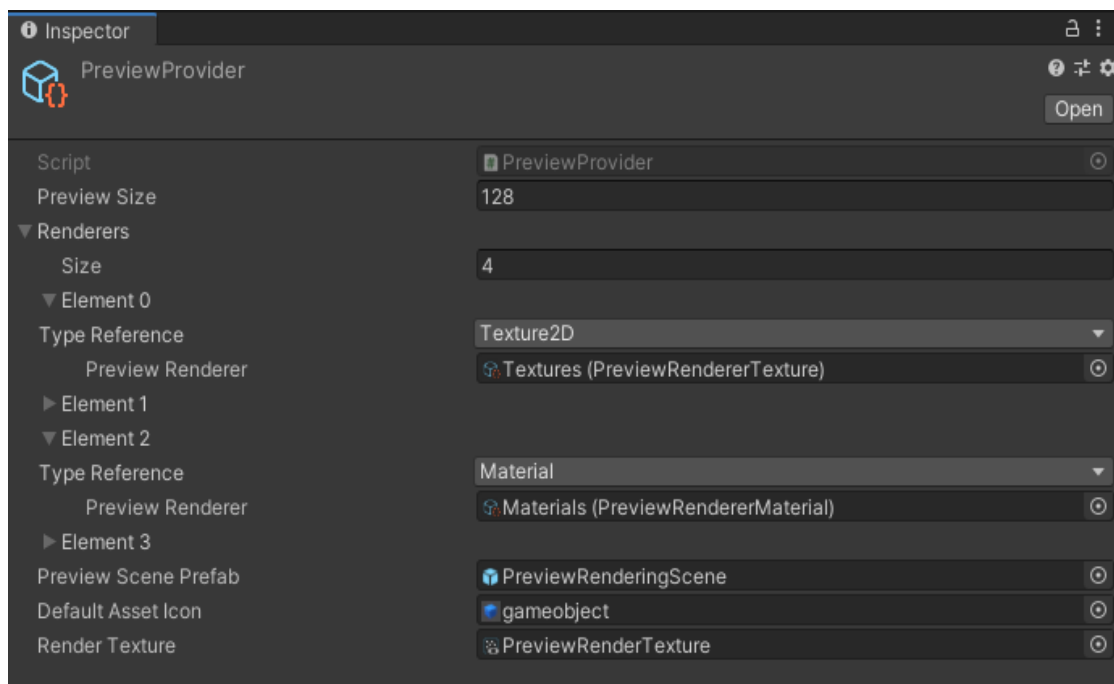 Inspector
PreviewProvider
Open
Script PreviewProvider
Preview Size 128
Renderers
Size 4
Element 0
Type Reference Texture2D
Preview Renderer Textures (PreviewRendererTexture)
Element 1
Element 2
Type Reference Material
Preview Renderer Materials (PreviewRendererMaterial)
Element 3
Preview Scene Prefab PreviewRenderingScene
Default Asset Icon gameobject
Render Texture PreviewRenderTexture